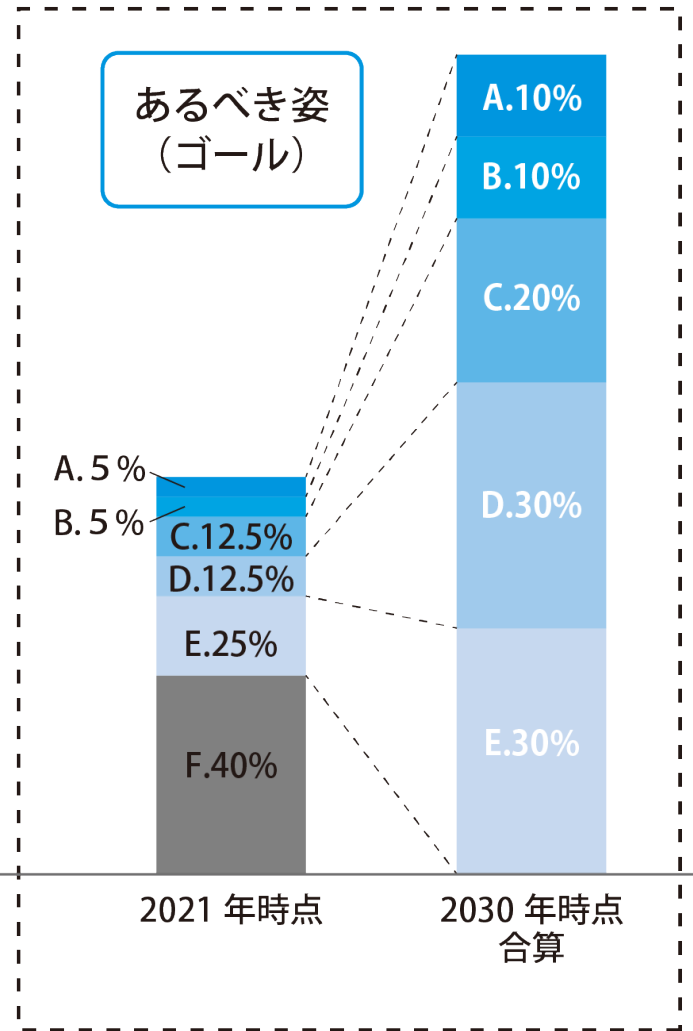 あるべき姿
（ゴール）
A.10%
B.10%
C.20%
D.30%
E.30%
A.５%
B.５%
C.12.5%
D.12.5%
E.25%
F.40%
2021 年時点
2030 年時点
合算